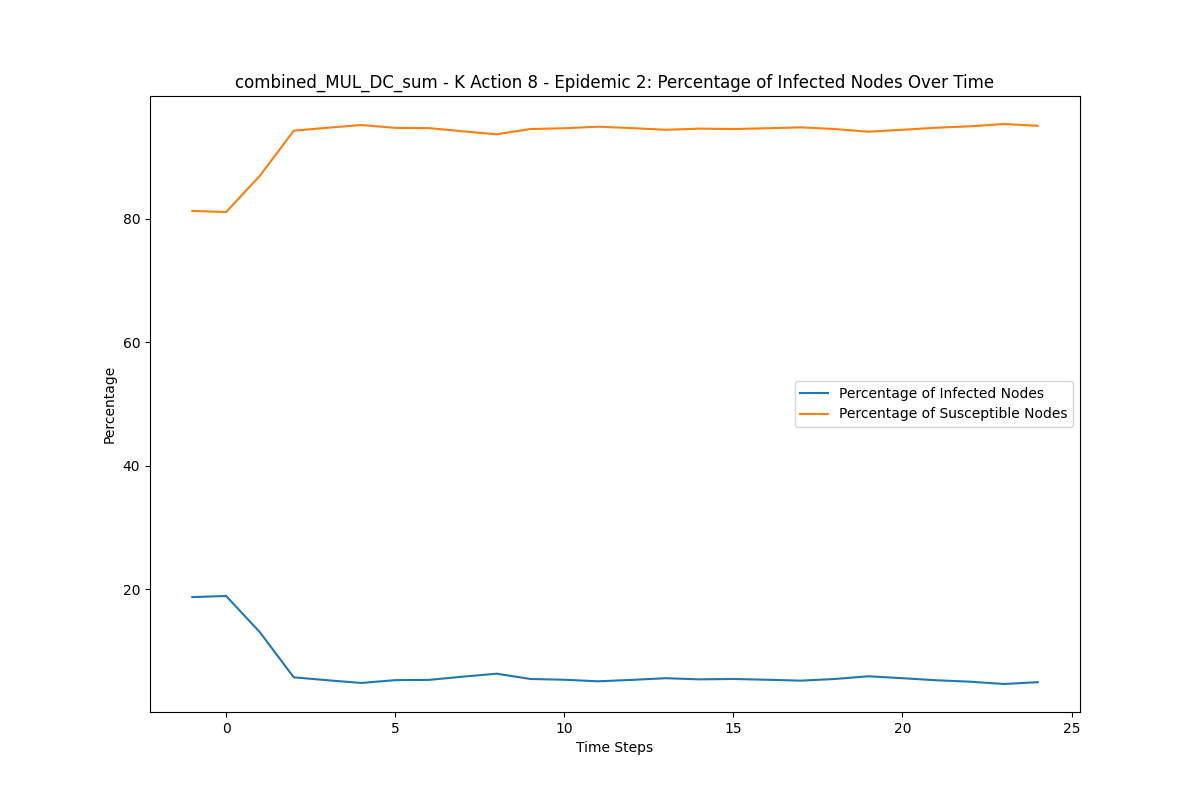 combined_MUL_DC_sum - K Action 8 - Epidemic 2: Percentage of Infected Nodes Over Time
Percentage
80
60
40
20
Percentage of Infected Nodes
Percentage of Susceptible Nodes
0 5 10 15 20 25
Time Steps